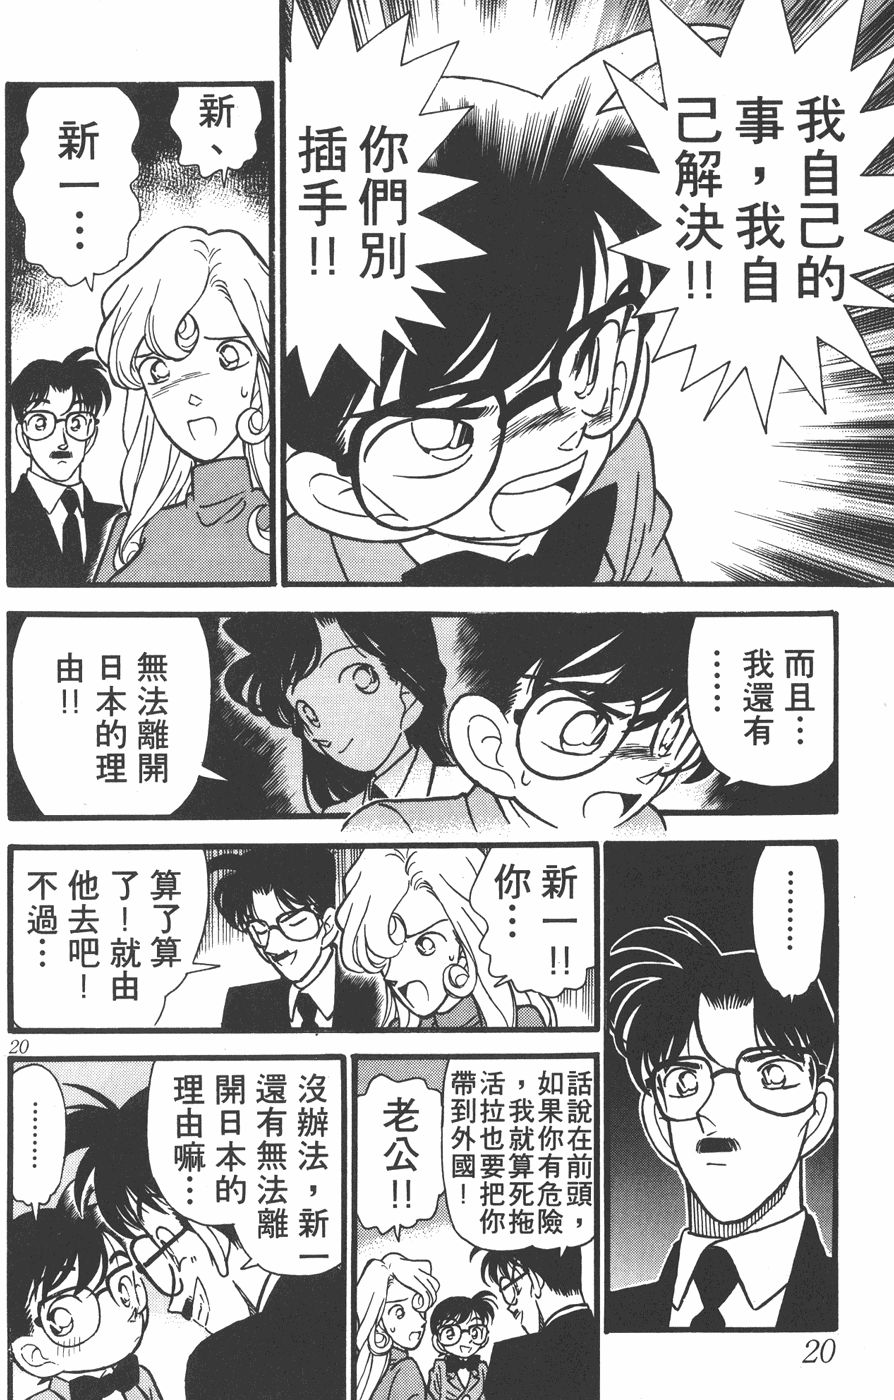 我自己的
事，我自
己解決!!
你們別
插手!!
新、
新一…
而且…
我還有
……
無法離開
日本的理
由!!
………
新一!!
你…
算了算
了！就由
他去吧！
不過…
話說在前頭，
如果你有危險
，我就算死拖
活拉也要把你
帶到外國！
老公!!
沒辦法，新一
還有無法離
開日本的
理由嘛…
………
20
20